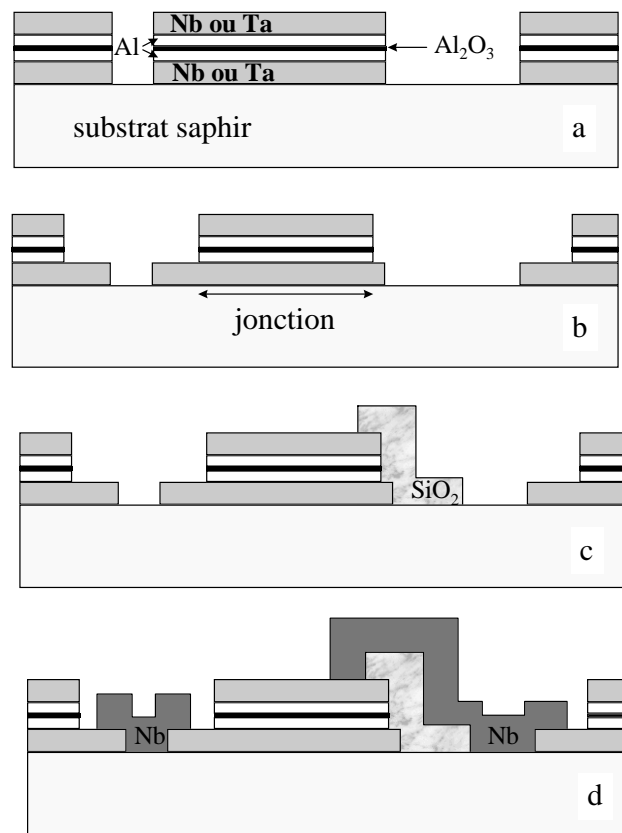 Nb ou Ta
Al
Al₂O₃
Nb ou Ta
substrat saphir
a
jonction
b
SiO₂
c
Nb
Nb
d